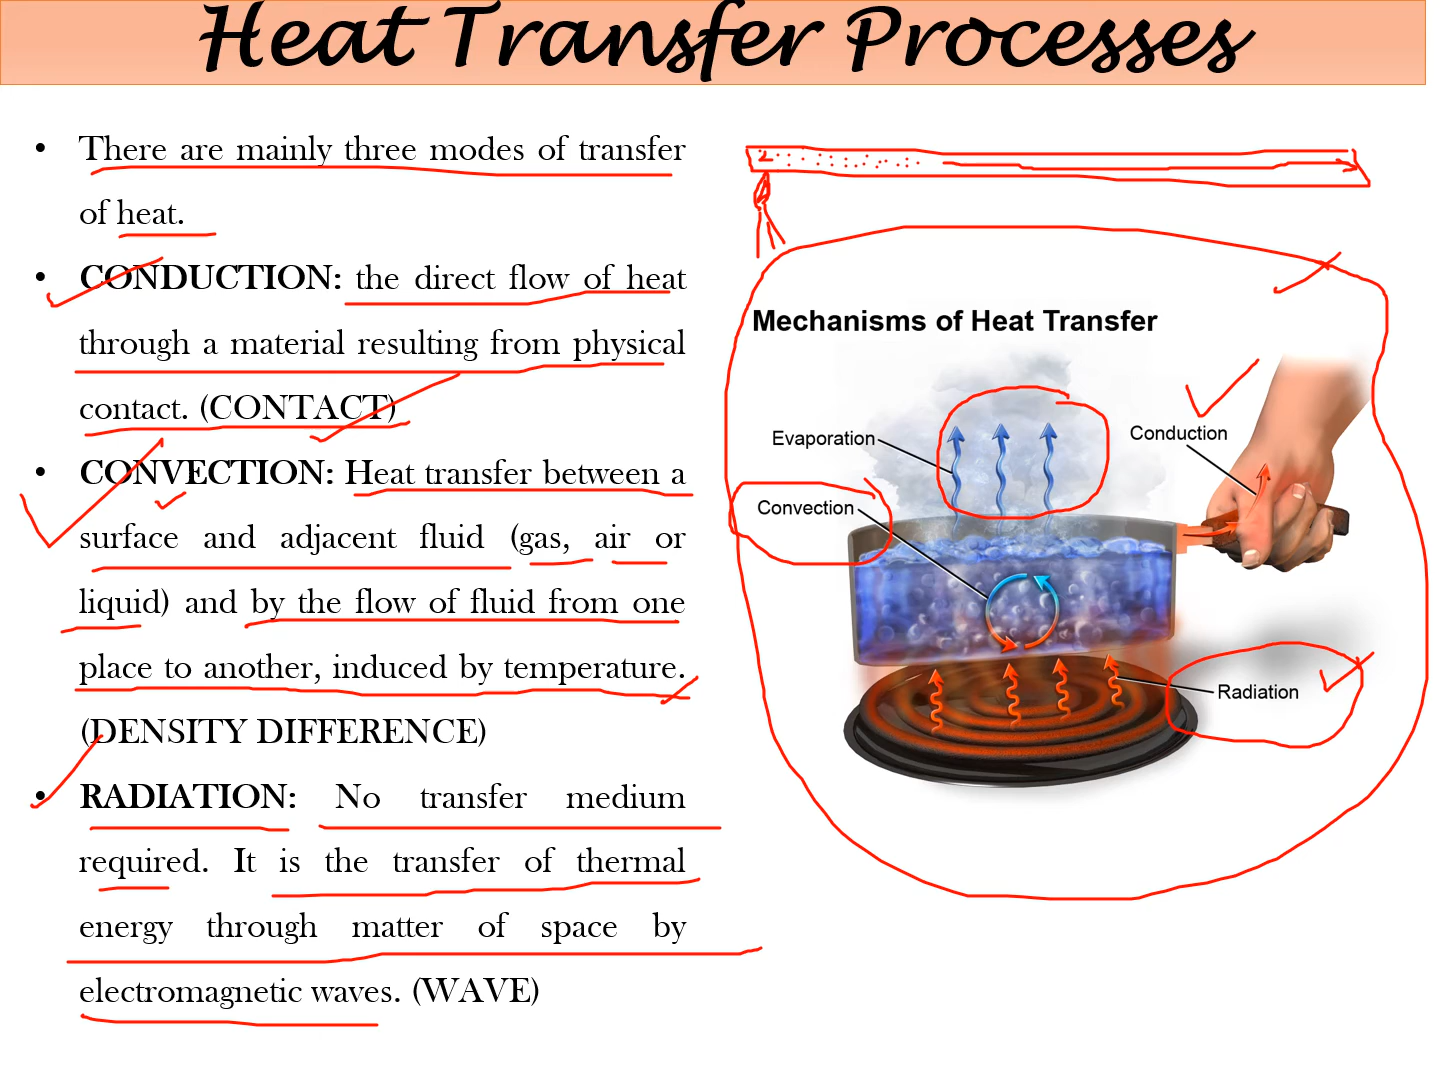 Heat Transfer Processes
• There are mainly three modes of transfer
of heat.
• CONDUCTION: the direct flow of heat
through a material resulting from physical
contact. (CONTACT)
• CONVECTION: Heat transfer between a
surface and adjacent fluid (gas, air or
liquid) and by the flow of fluid from one
place to another, induced by temperature.
(DENSITY DIFFERENCE)
• RADIATION: No transfer medium
required. It is the transfer of thermal
energy through matter of space by
electromagnetic waves. (WAVE)
Mechanisms of Heat Transfer
Evaporation
Conduction
Convection
Radiation